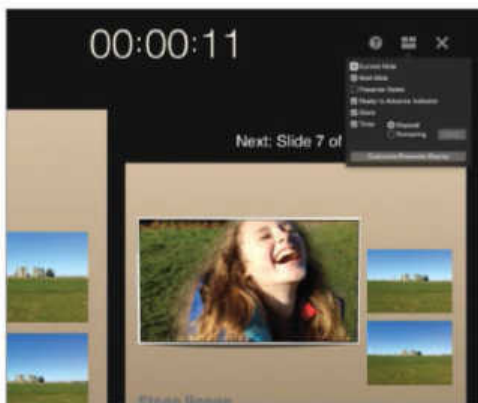 00:00:11
?
Current Slide
Next Slide
Presenter Notes
Ready to Advance Indicator
Clock
Timer
Elapsed
Remaining
Customize Presenter Display
Next: Slide 7 of